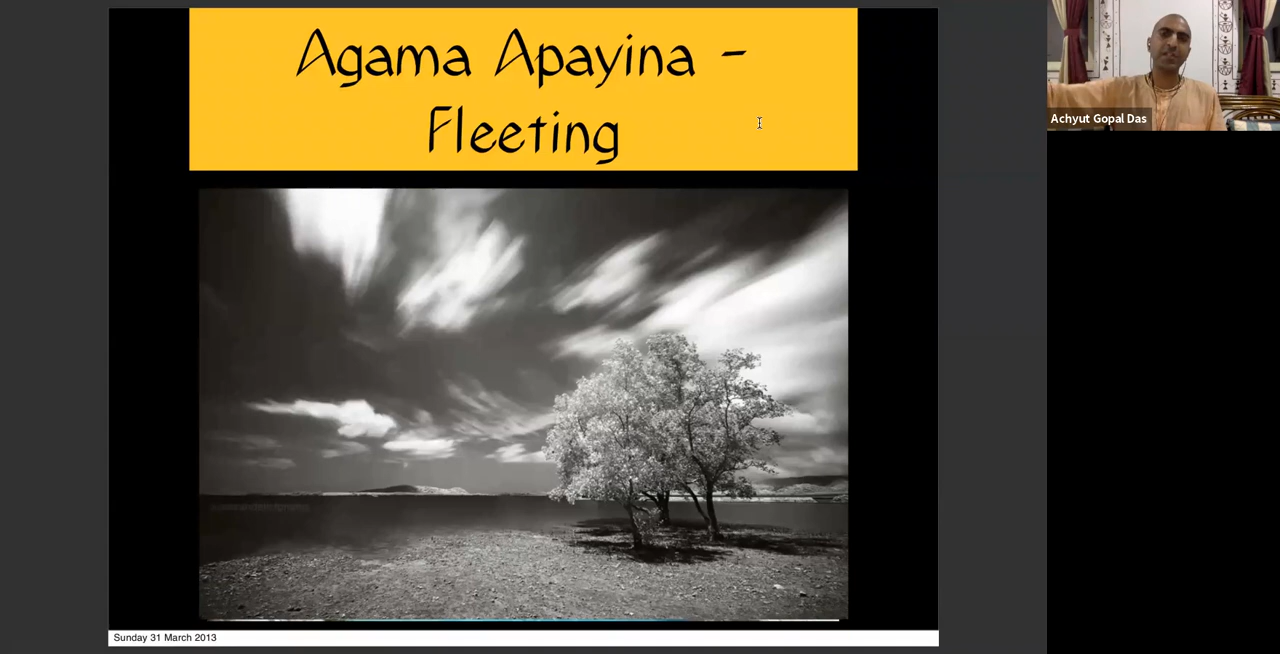 Agama Apayina -
Fleeting
Achyut Gopal Das
Sunday 31 March 2013